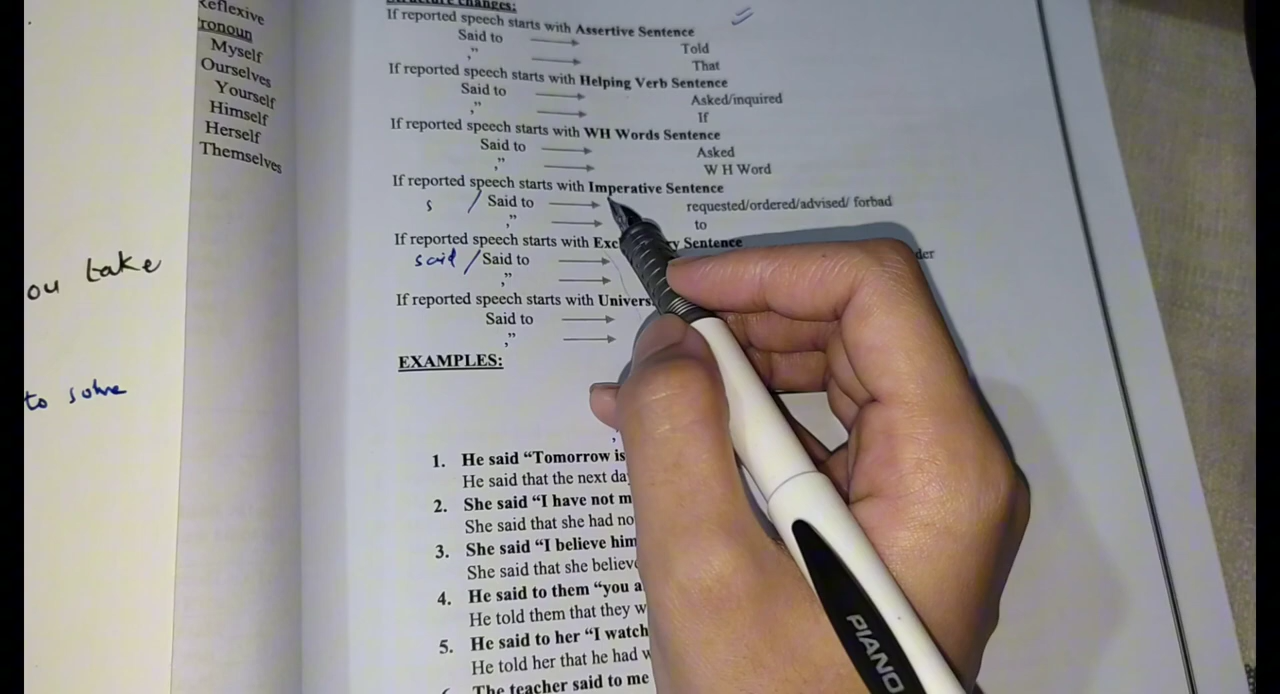 Reflexive
Pronoun
Myself
Ourselves
Yourself
Himself
Herself
Themselves
ou take
to solve
Structure changes:
If reported speech starts with Assertive Sentence
Said to Told
,” That
If reported speech starts with Helping Verb Sentence
Said to Asked/inquired
,” If
If reported speech starts with WH Words Sentence
Said to Asked
,” W H Word
If reported speech starts with Imperative Sentence
s / Said to requested/ordered/advised/ forbad
,” to
If reported speech starts with Exc ry Sentence
said / Said to der
,”
If reported speech starts with Univers
Said to
,”
EXAMPLES:
1. He said “Tomorrow is
He said that the next da
2. She said “I have not m
She said that she had no
3. She said “I believe him
She said that she believe
4. He said to them “you a
He told them that they w
5. He said to her “I watch
He told her that he had w
The teacher said to me
PIANO